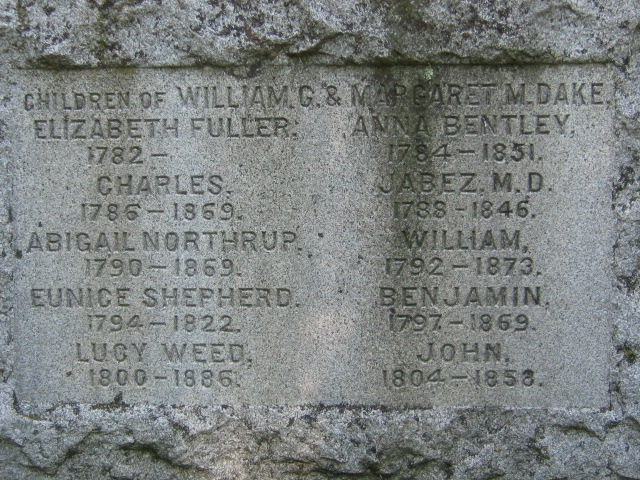 CHILDREN OF WILLIAM. G. & MARGARET M. DAKE.
ELIZABETH FULLER. ANNA BENTLEY.
1782 – 1784 – 1851.
CHARLES. JABEZ. M. D.
1786 – 1869. 1788 - 1846.
ABIGAIL NORTHRUP. WILLIAM.
1790 – 1869. 1792 – 1873.
EUNICE SHEPHERD. BENJAMIN.
1794 – 1822. 1797 – 1869.
LUCY WEED. JOHN.
1800 – 1886. 1804 – 1858.